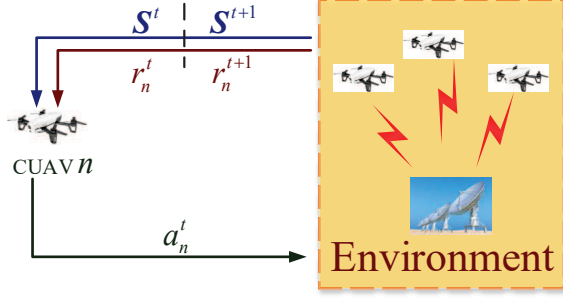 S^t S^{t+1}
r_n^t r_n^{t+1}
CUAV n
a_n^t
Environment